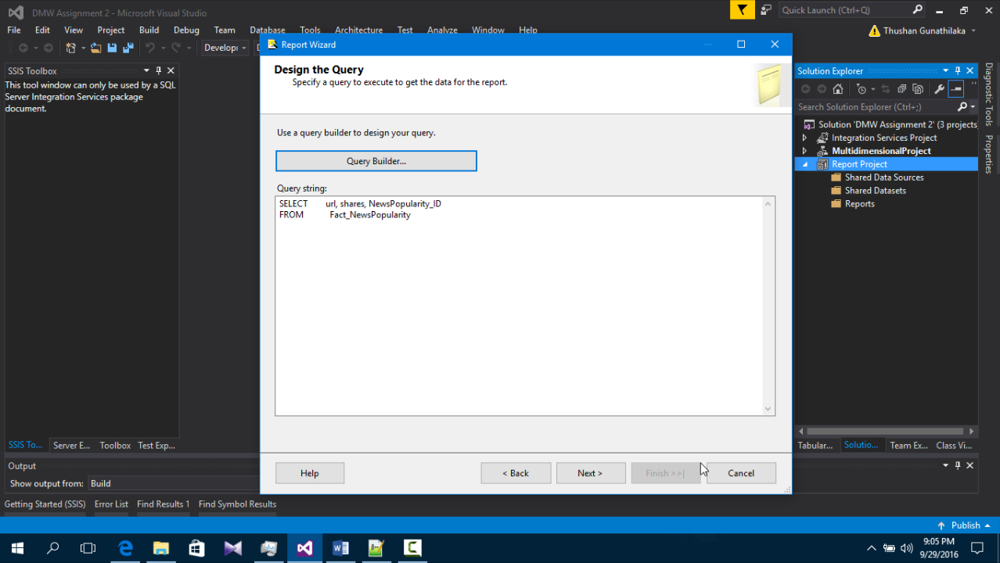 DMW Assignment 2 - Microsoft Visual Studio
Quick Launch (Ctrl+Q)
File Edit View Project Build Debug Team Database Tools Architecture Test Analyze Window Help
Thushan Gunathilaka
Developi
SSIS Toolbox
This tool window can only be used by a SQL
Server Integration Services package
document.
Report Wizard
Design the Query
Specify a query to execute to get the data for the report.
Use a query builder to design your query.
Query Builder...
Query string:
SELECT url, shares, NewsPopularity_ID
FROM Fact_NewsPopularity
Help
< Back
Next >
Finish >>|
Cancel
Solution Explorer
Search Solution Explorer (Ctrl+;)
Solution 'DMW Assignment 2' (3 projects)
Integration Services Project
MultidimensionalProject
Report Project
Shared Data Sources
Shared Datasets
Reports
Diagnostic Tools
Properties
SSIS To... Server E... Toolbox Test Exp...
Tabular... Solutio... Team Ex... Class Vi...
Output
Show output from: Build
Getting Started (SSIS) Error List Find Results 1 Find Symbol Results
Publish
9:05 PM
9/29/2016